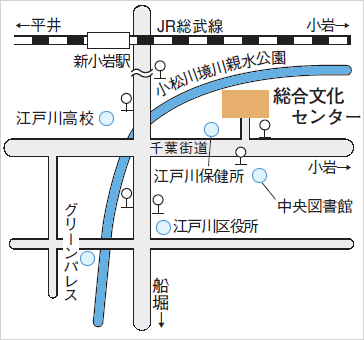 ←平井
JR総武線
小岩→
新小岩駅
小松川境川親水公園
総合文化
センター
江戸川高校
千葉街道
小岩→
江戸川保健所
中央図書館
江戸川区役所
グリーンパレス
船堀→